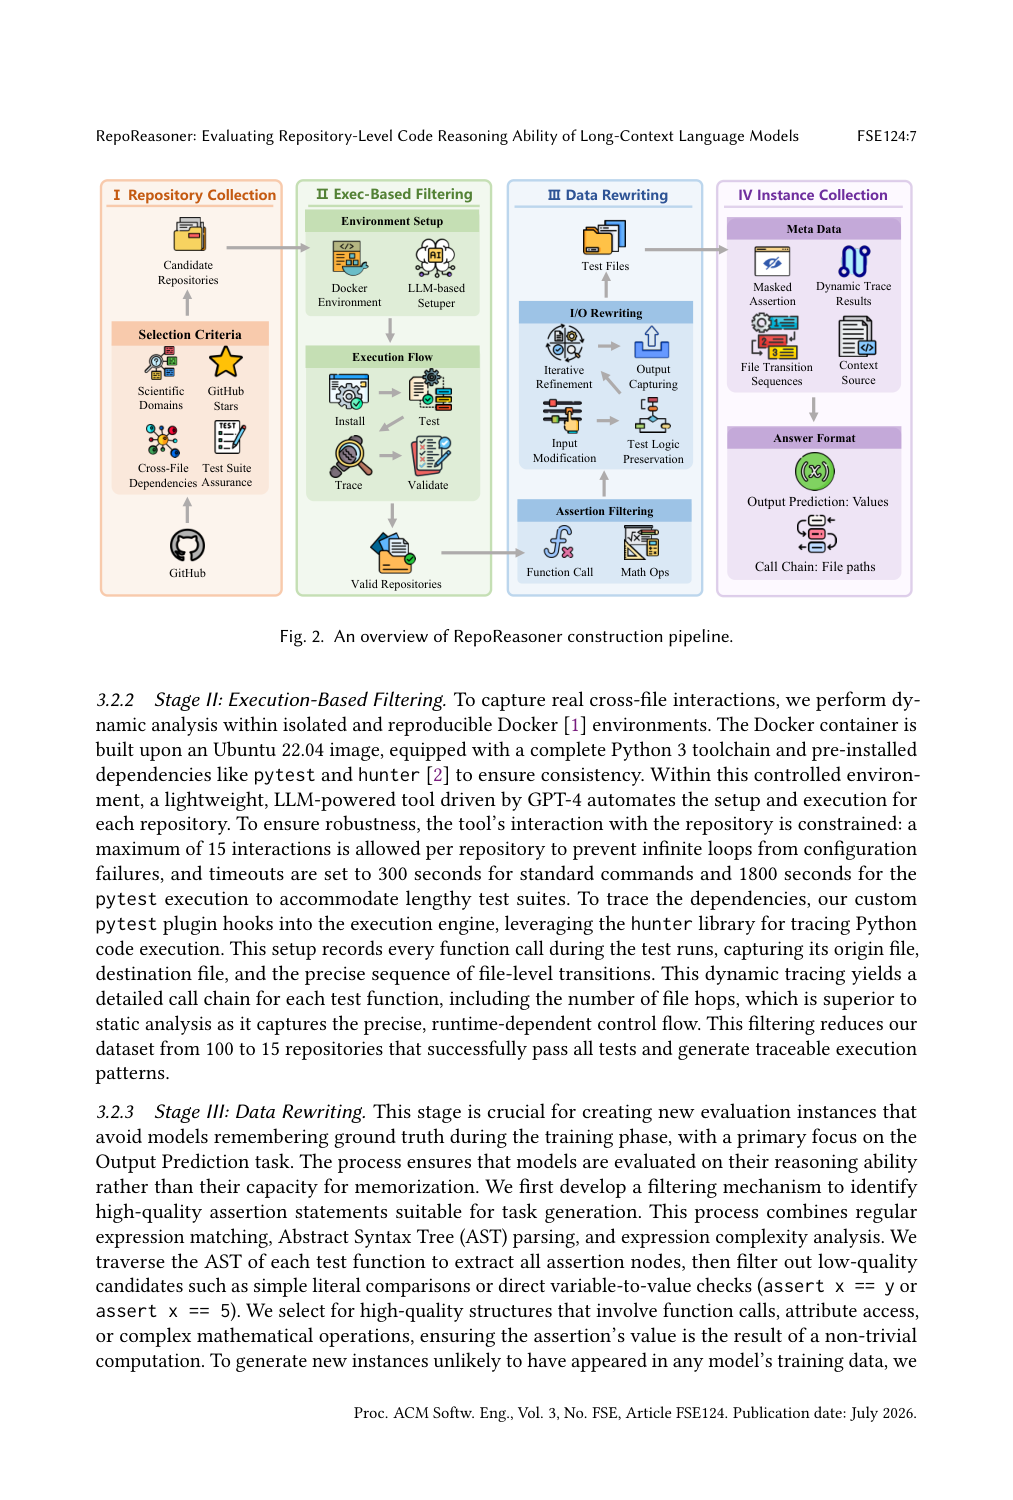 RepoReasoner: Evaluating Repository-Level Code Reasoning Ability of Long-Context Language Models FSE124:7
I Repository Collection
Candidate
Repositories
Selection Criteria
Scientific
Domains
GitHub
Stars
Cross-File
Dependencies
TEST
Test Suite
Assurance
GitHub
II Exec-Based Filtering
Environment Setup
Docker
Environment
AI
LLM-based
Setuper
Execution Flow
Install
Test
Trace
Validate
Valid Repositories
III Data Rewriting
Test Files
I/O Rewriting
Iterative
Refinement
Output
Capturing
Input
Modification
Test Logic
Preservation
Assertion Filtering
Function Call
Math Ops
IV Instance Collection
Meta Data
Masked
Assertion
Dynamic Trace
Results
1
2
3
File Transition
Sequences
Context
Source
Answer Format
(x)
Output Prediction: Values
Call Chain: File paths
Fig. 2. An overview of RepoReasoner construction pipeline.
3.2.2 Stage II: Execution-Based Filtering. To capture real cross-file interactions, we perform dy-
namic analysis within isolated and reproducible Docker [1] environments. The Docker container is
built upon an Ubuntu 22.04 image, equipped with a complete Python 3 toolchain and pre-installed
dependencies like pytest and hunter [2] to ensure consistency. Within this controlled environ-
ment, a lightweight, LLM-powered tool driven by GPT-4 automates the setup and execution for
each repository. To ensure robustness, the tool's interaction with the repository is constrained: a
maximum of 15 interactions is allowed per repository to prevent infinite loops from configuration
failures, and timeouts are set to 300 seconds for standard commands and 1800 seconds for the
pytest execution to accommodate lengthy test suites. To trace the dependencies, our custom
pytest plugin hooks into the execution engine, leveraging the hunter library for tracing Python
code execution. This setup records every function call during the test runs, capturing its origin file,
destination file, and the precise sequence of file-level transitions. This dynamic tracing yields a
detailed call chain for each test function, including the number of file hops, which is superior to
static analysis as it captures the precise, runtime-dependent control flow. This filtering reduces our
dataset from 100 to 15 repositories that successfully pass all tests and generate traceable execution
patterns.
3.2.3 Stage III: Data Rewriting. This stage is crucial for creating new evaluation instances that
avoid models remembering ground truth during the training phase, with a primary focus on the
Output Prediction task. The process ensures that models are evaluated on their reasoning ability
rather than their capacity for memorization. We first develop a filtering mechanism to identify
high-quality assertion statements suitable for task generation. This process combines regular
expression matching, Abstract Syntax Tree (AST) parsing, and expression complexity analysis. We
traverse the AST of each test function to extract all assertion nodes, then filter out low-quality
candidates such as simple literal comparisons or direct variable-to-value checks (assert x == y or
assert x == 5). We select for high-quality structures that involve function calls, attribute access,
or complex mathematical operations, ensuring the assertion's value is the result of a non-trivial
computation. To generate new instances unlikely to have appeared in any model's training data, we
Proc. ACM Softw. Eng., Vol. 3, No. FSE, Article FSE124. Publication date: July 2026.